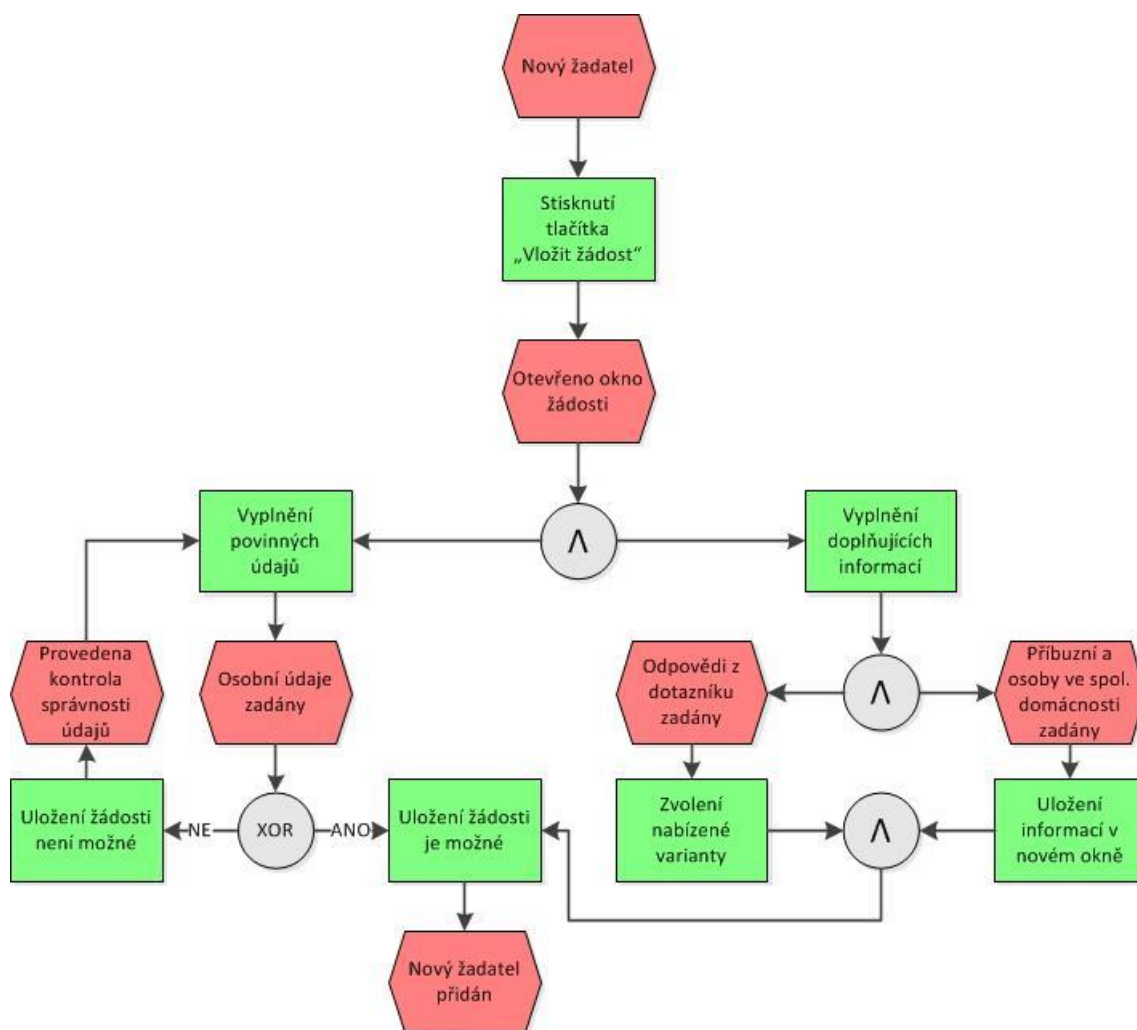 Nový žadatel
Stisknutí
tlačítka
„Vložit žádost“
Otevřeno okno
žádosti
Λ
Vyplnění
povinných
údajů
Vyplnění
doplňujících
informací
Provedena
kontrola
správnosti
údajů
Osobní údaje
zadány
Odpovědi z
dotazníku
zadány
Λ
Příbuzní a
osoby ve spol.
domácnosti
zadány
Uložení žádosti
není možné
NE
XOR
ANO
Uložení žádosti
je možné
Zvolení
nabízené
varianty
Λ
Uložení
informací v
novém okně
Nový žadatel
přidán